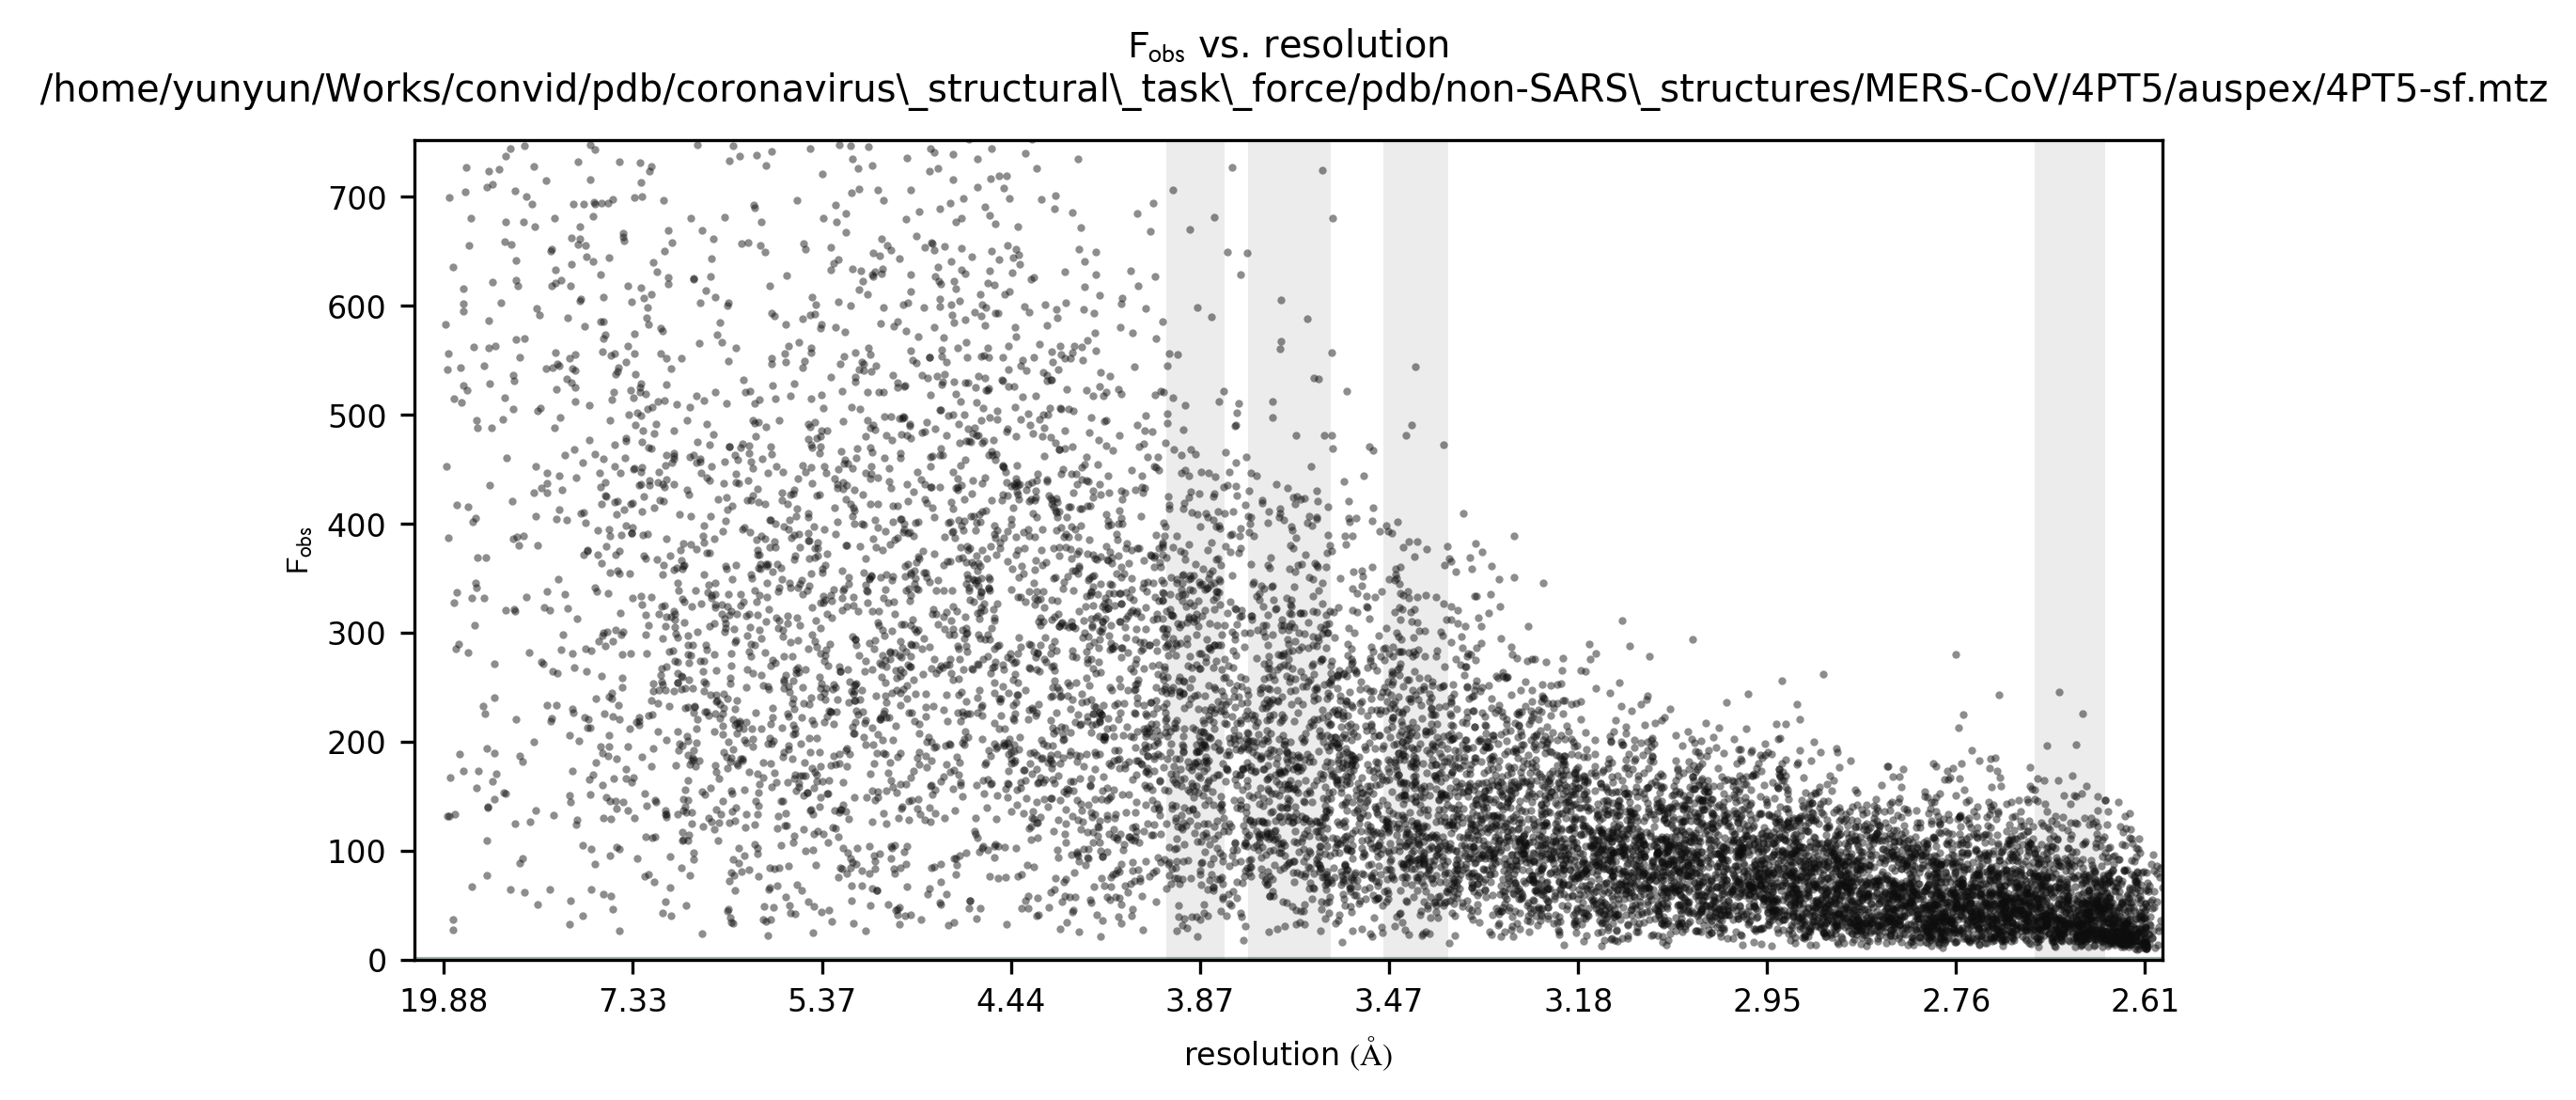 Fobs vs. resolution
/home/yunyun/Works/convid/pdb/coronavirus\_structural\_task\_force/pdb/non-SARS\_structures/MERS-CoV/4PT5/auspex/4PT5-sf.mtz
700
600
500
400
300
200
100
0
Fobs
19.88 7.33 5.37 4.44 3.87 3.47 3.18 2.95 2.76 2.61
resolution (Å)